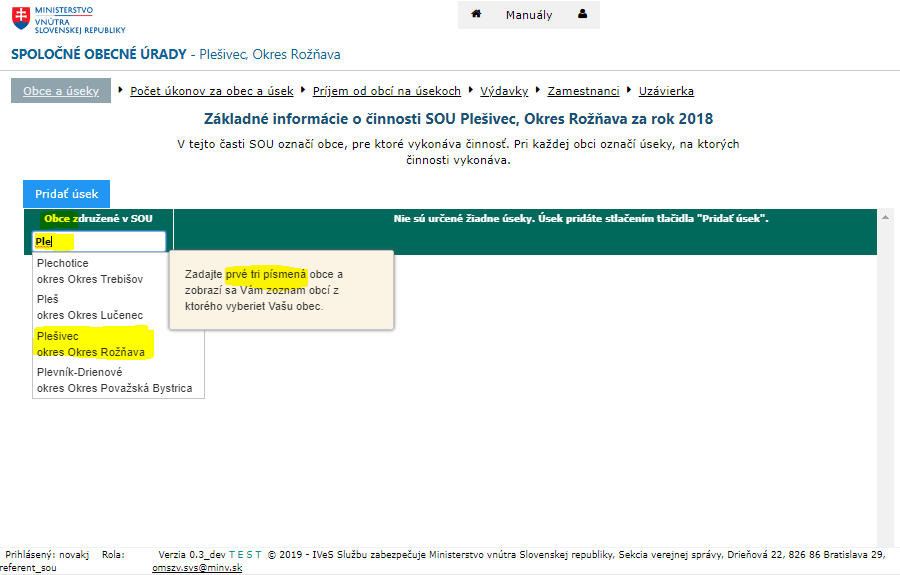 MINISTERSTVO
VNÚTRA
SLOVENSKEJ REPUBLIKY
Manuály
SPOLOČNÉ OBECNÉ ÚRADY - Plešivec, Okres Rožňava
Obce a úseky Počet úkonov za obec a úsek Príjem od obcí na úsekoch Výdavky Zamestnanci Uzávierka
Základné informácie o činnosti SOU Plešivec, Okres Rožňava za rok 2018
V tejto časti SOU označí obce, pre ktoré vykonáva činnosť. Pri každej obci označí úseky, na ktorých
činnosti vykonáva.
Pridať úsek
Obce združené v SOU
Nie sú určené žiadne úseky. Úsek pridáte stlačením tlačidla "Pridať úsek".
Ple
Plechotice
okres Okres Trebišov
Pleš
okres Okres Lučenec
Plešivec
okres Okres Rožňava
Plevník-Drienové
okres Okres Považská Bystrica
Zadajte prvé tri písmená obce a
zobrazí sa Vám zoznam obcí z
ktorého vyberiet Vašu obec.
Prihlásený: novakj Rola: Verzia 0.3_dev T E S T © 2019 - IVeS Službu zabezpečuje Ministerstvo vnútra Slovenskej republiky, Sekcia verejnej správy, Drieňová 22, 826 86 Bratislava 29,
referent_sou omszv.svs@minv.sk